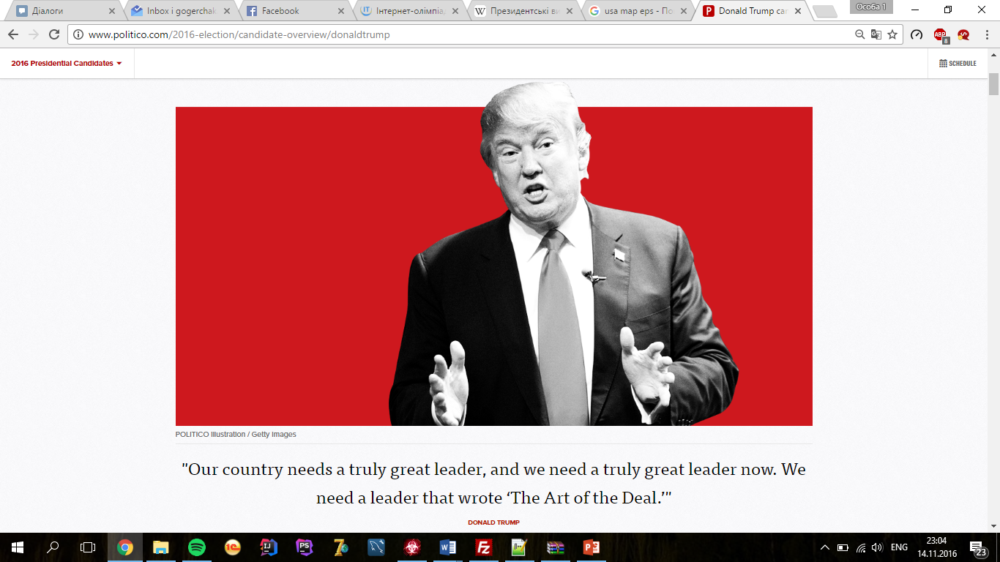 Діалоги
Inbox i gogerchak
Facebook
Інтернет-олімпіа
Президентські ви
usa map eps - По
Donald Trump car
Особа 1
www.politico.com/2016-election/candidate-overview/donaldtrump
ABP
8
2016 Presidential Candidates
SCHEDULE
POLITICO Illustration / Getty Images
"Our country needs a truly great leader, and we need a truly great leader now. We
need a leader that wrote ‘The Art of the Deal.’"
DONALD TRUMP
ENG
23:04
14.11.2016
23